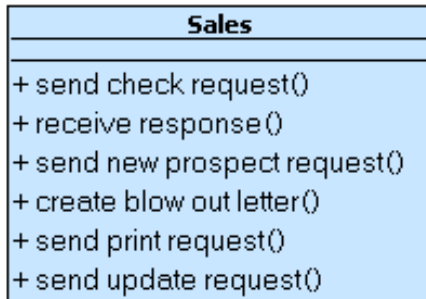 Sales
+ send check request()
+ receive response()
+ send new prospect request()
+ create blow out letter()
+ send print request()
+ send update request()